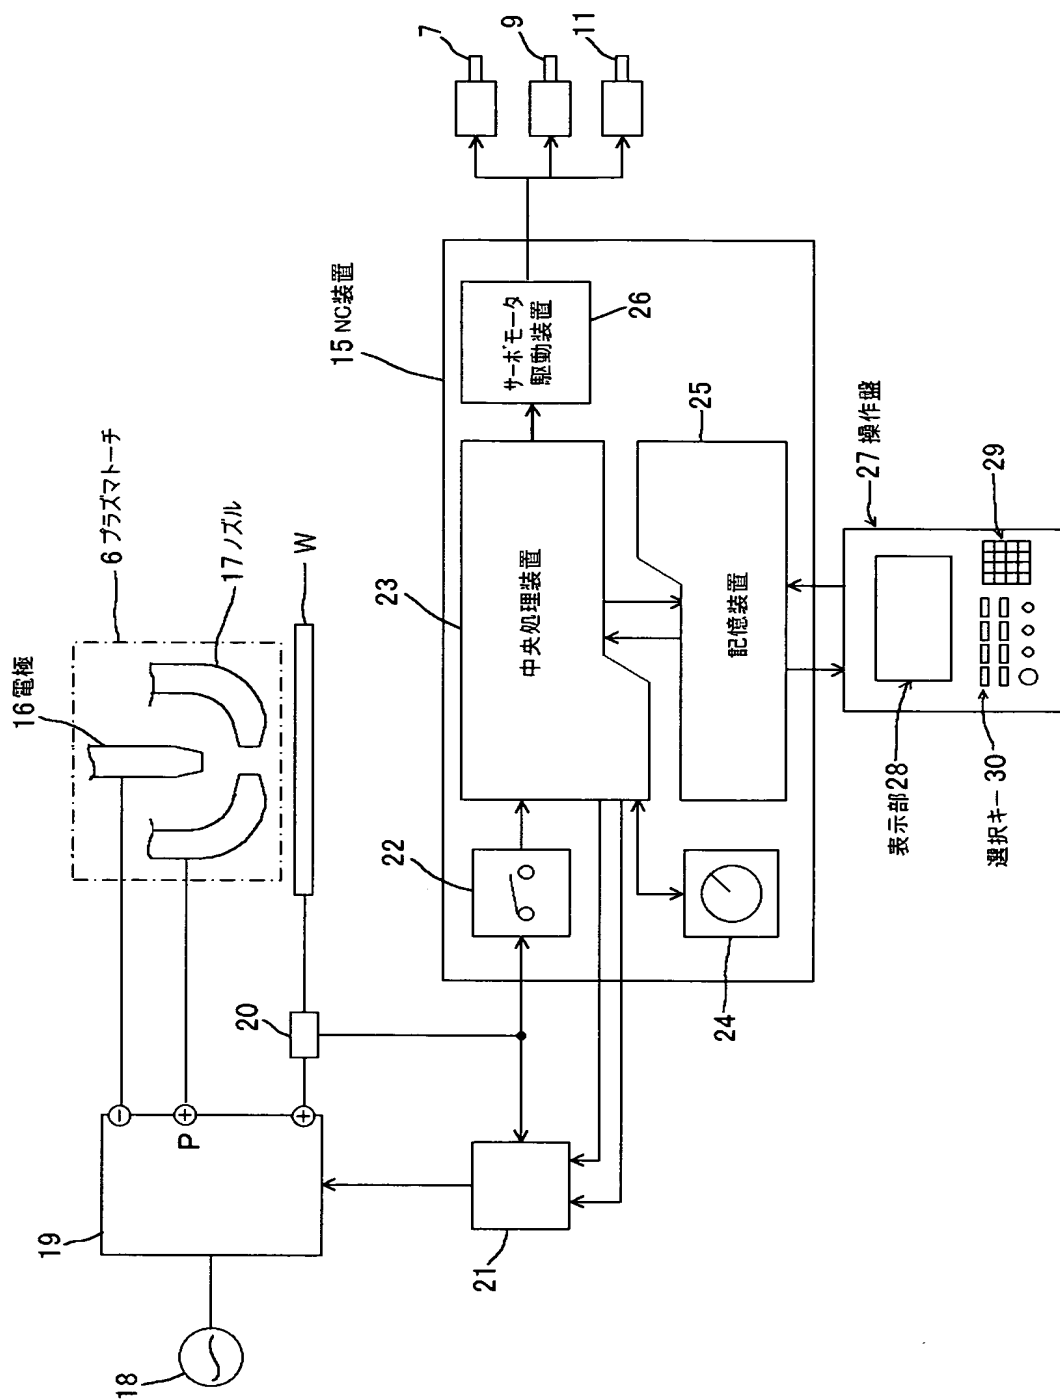 6 プラズマトーチ
16 電極
17 ノズル
W
18
19
P
20
21
15 NC装置
22
23
中央処理装置
24
25
記憶装置
サーボモータ
駆動装置
26
7
9
11
27 操作盤
表示部 28
29
選択キー 30